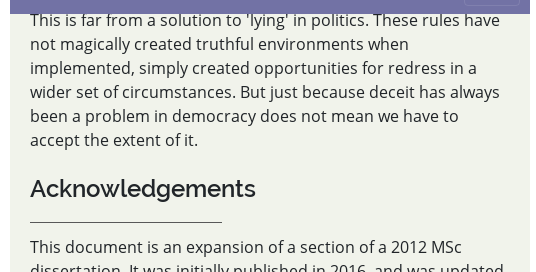 This is far from a solution to 'lying' in politics. These rules have
not magically created truthful environments when
implemented, simply created opportunities for redress in a
wider set of circumstances. But just because deceit has always
been a problem in democracy does not mean we have to
accept the extent of it.
Acknowledgements
This document is an expansion of a section of a 2012 MSc
dissertation. It was initially published in 2016, and was updated